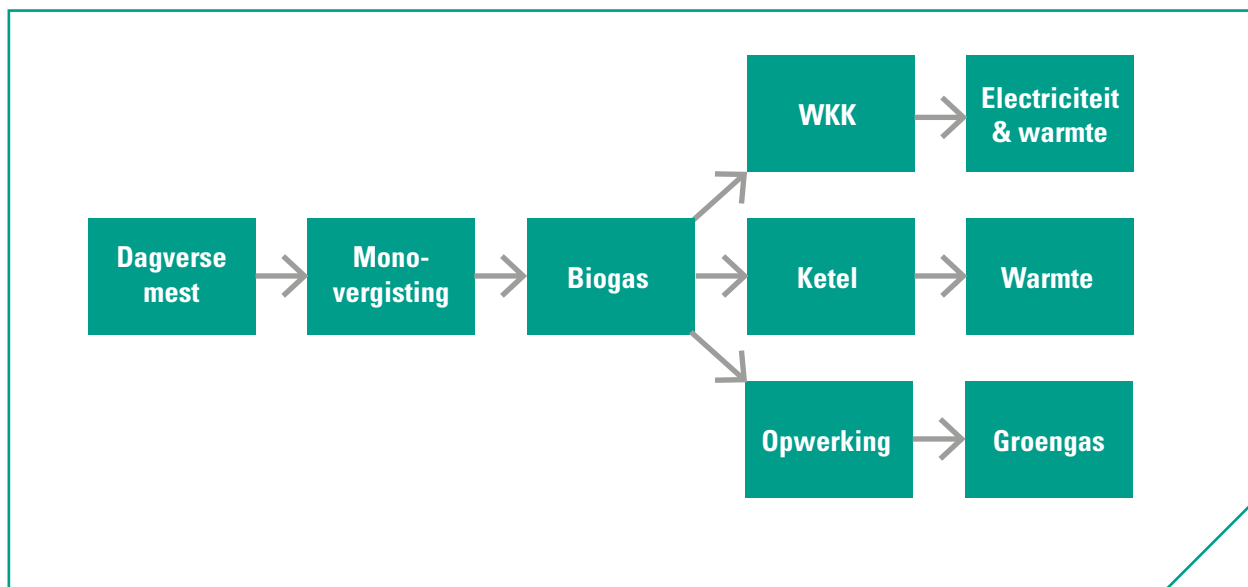 Dagverse
mest
Mono-
vergisting
Biogas
WKK
Electriciteit
& warmte
Ketel
Warmte
Opwerking
Groengas